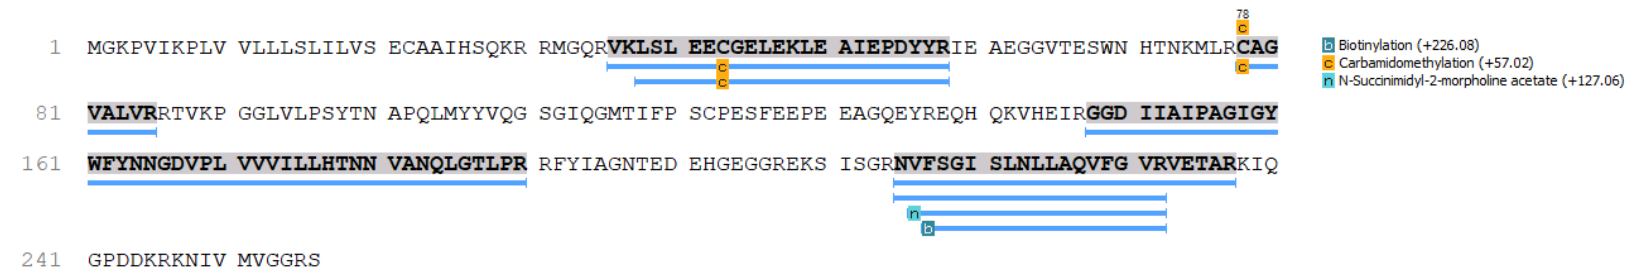 78
c
1 MGKPVIKPLV VLLLSLILVS ECAAIHSQKR RMGQRVKLSL EECGELEKLE AIEPDYYRIE AEGGVTESWN HTNKMLRCAG
c c
c
81 VALVRRTVKP GGLVLPSYTN APQLMYYVQG SGIQGMTIFP SCPESFEEPE EAGQEYREQH QKVHEIRGGD IIAIPAGIGY
161 WFYNNGDVPL VVVILLHTNN VANQLGTLPR RFYIAGNTED EHGEGGREKS ISGRNVFSGI SLNLLAQVFG VRVETARKIQ
n
b
241 GPDDKRKNIV MVGGRS
b Biotinylation (+226.08)
c Carbamidomethylation (+57.02)
n N-Succinimidyl-2-morpholine acetate (+127.06)